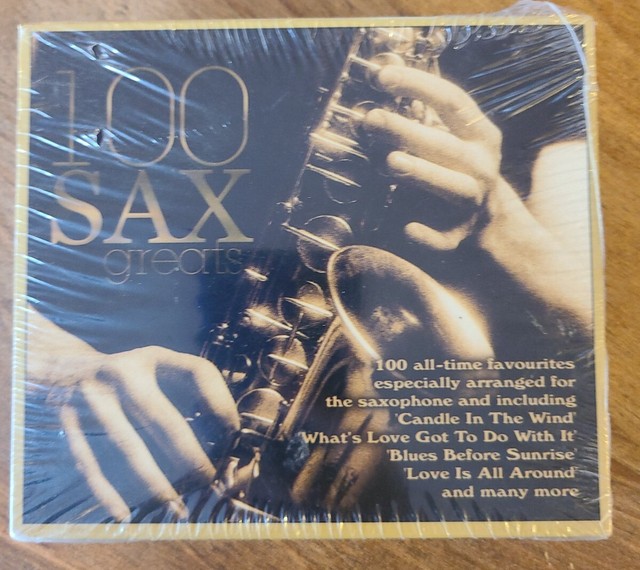 100
SAX
greats
100 all-time favourites
especially arranged for
the saxophone and including
'Candle In The Wind'
'What's Love Got To Do With It'
'Blues Before Sunrise'
'Love Is All Around'
and many more